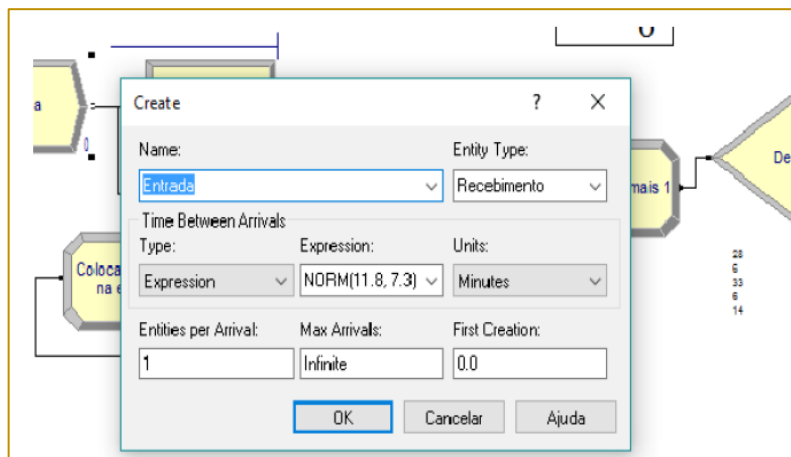 0
Create ? X
a
0
Name: Entity Type:
Entrada Recebimento
mais 1
De
Time Between Arrivals
Type: Expression: Units:
Expression NORM(11.8, 7.3) Minutes
Coloca
na e
28
6
33
6
14
Entities per Arrival: Max Arrivals: First Creation:
1 Infinite 0.0
OK Cancelar Ajuda